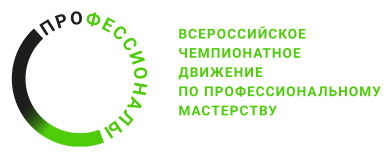 ПРОФЕССИОНАЛЫ
ВСЕРОССИЙСКОЕ
ЧЕМПИОНАТНОЕ
ДВИЖЕНИЕ
ПО ПРОФЕССИОНАЛЬНОМУ
МАСТЕРСТВУ